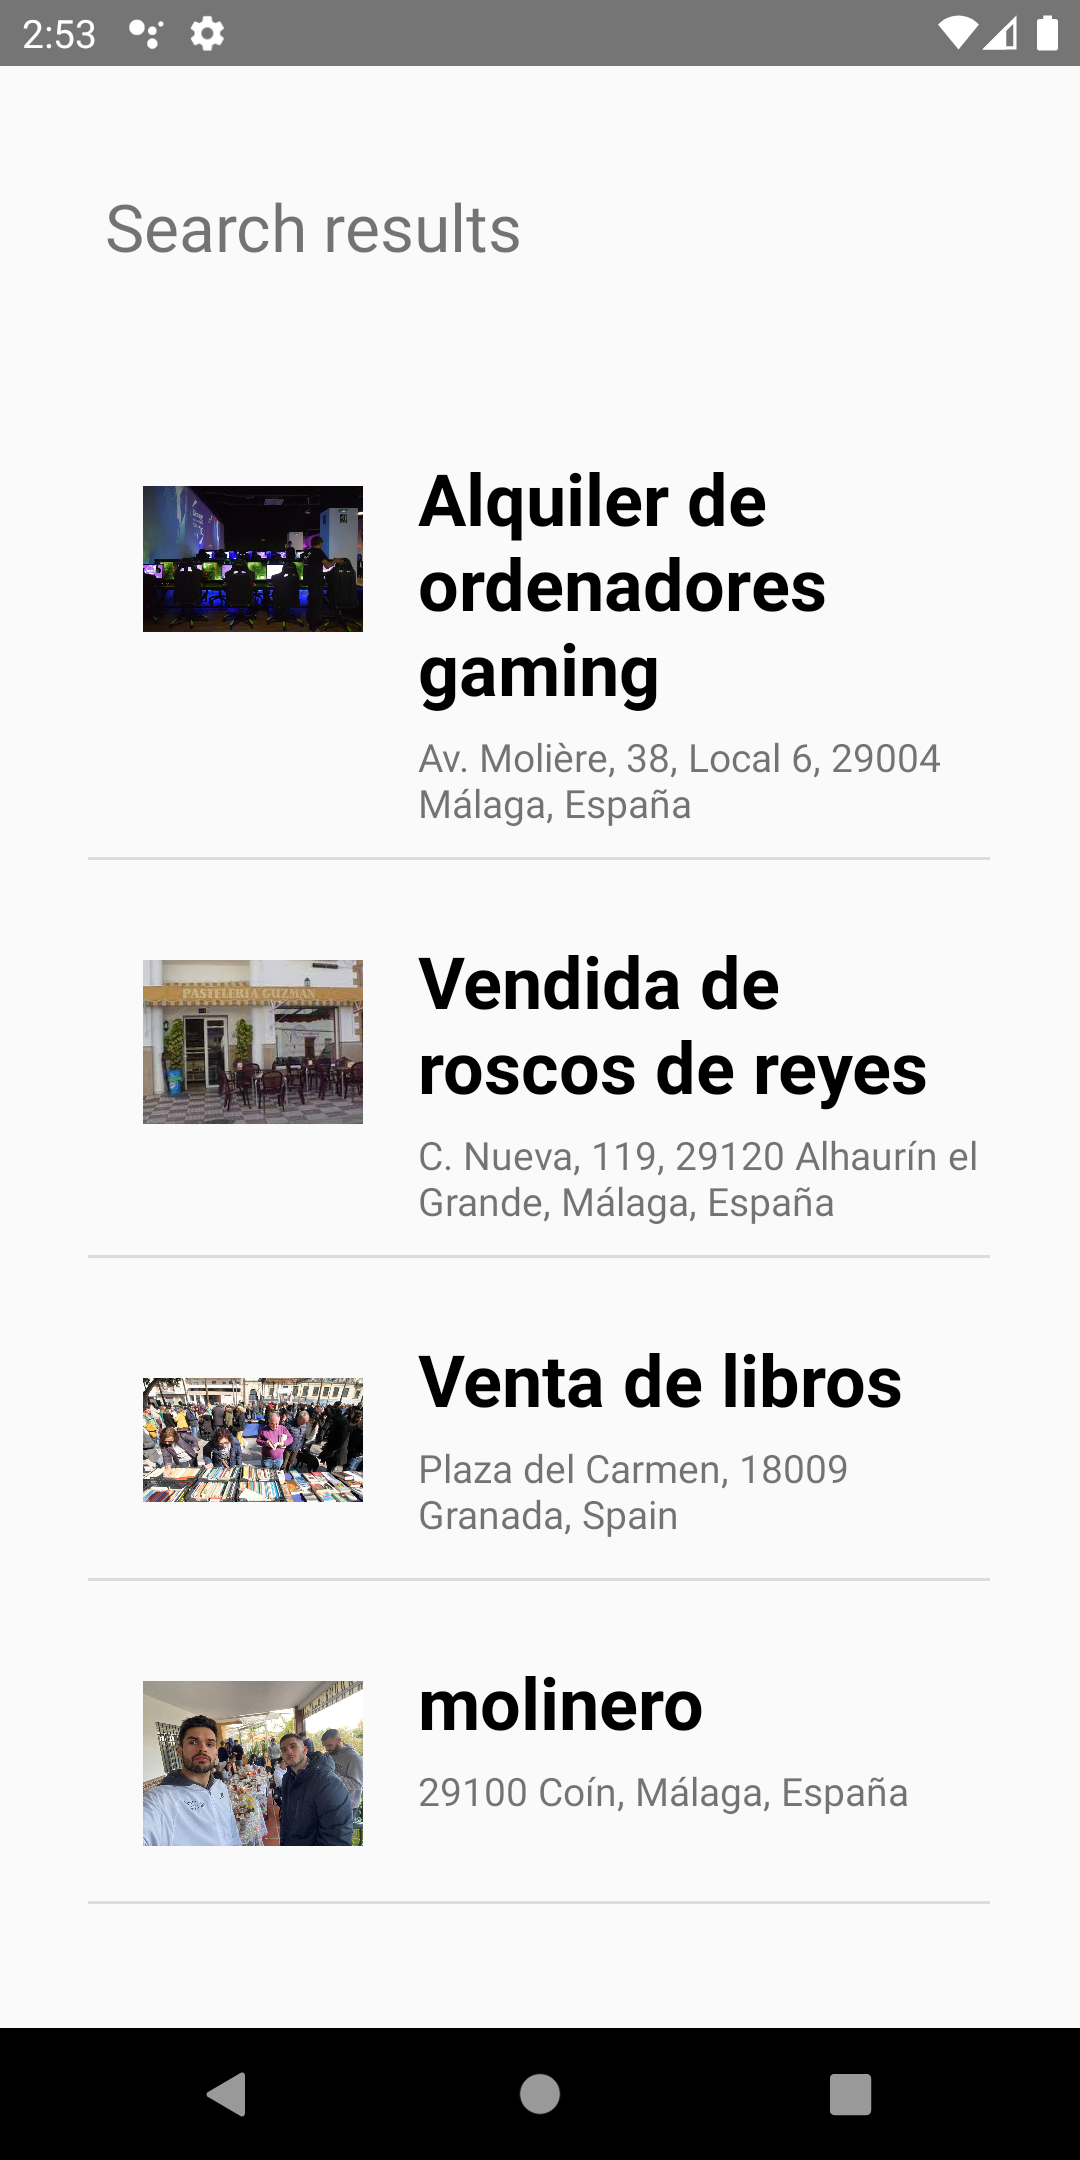 2:53
Search results
Alquiler de
ordenadores
gaming
Av. Molière, 38, Local 6, 29004
Málaga, España
PASTELERIA GUZMAN
Vendida de
roscos de reyes
C. Nueva, 119, 29120 Alhaurín el
Grande, Málaga, España
Venta de libros
Plaza del Carmen, 18009
Granada, Spain
molinero
29100 Coín, Málaga, España